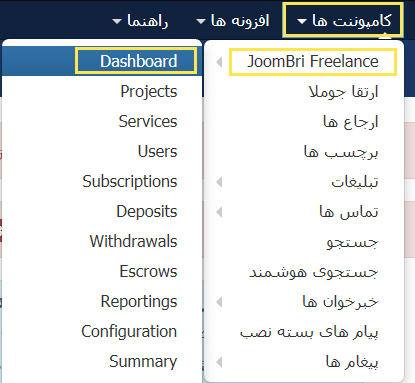 کامپوننت ها افزونه ها راهنما
JoomBri Freelance
ارتقا جوملا
ارجاع ها
برچسب ها
تبلیغات
تماس ها
جستجو
جستجوی هوشمند
خبرخوان ها
پیام های بسته نصب
پیغام ها
Dashboard
Projects
Services
Users
Subscriptions
Deposits
Withdrawals
Escrows
Reportings
Configuration
Summary